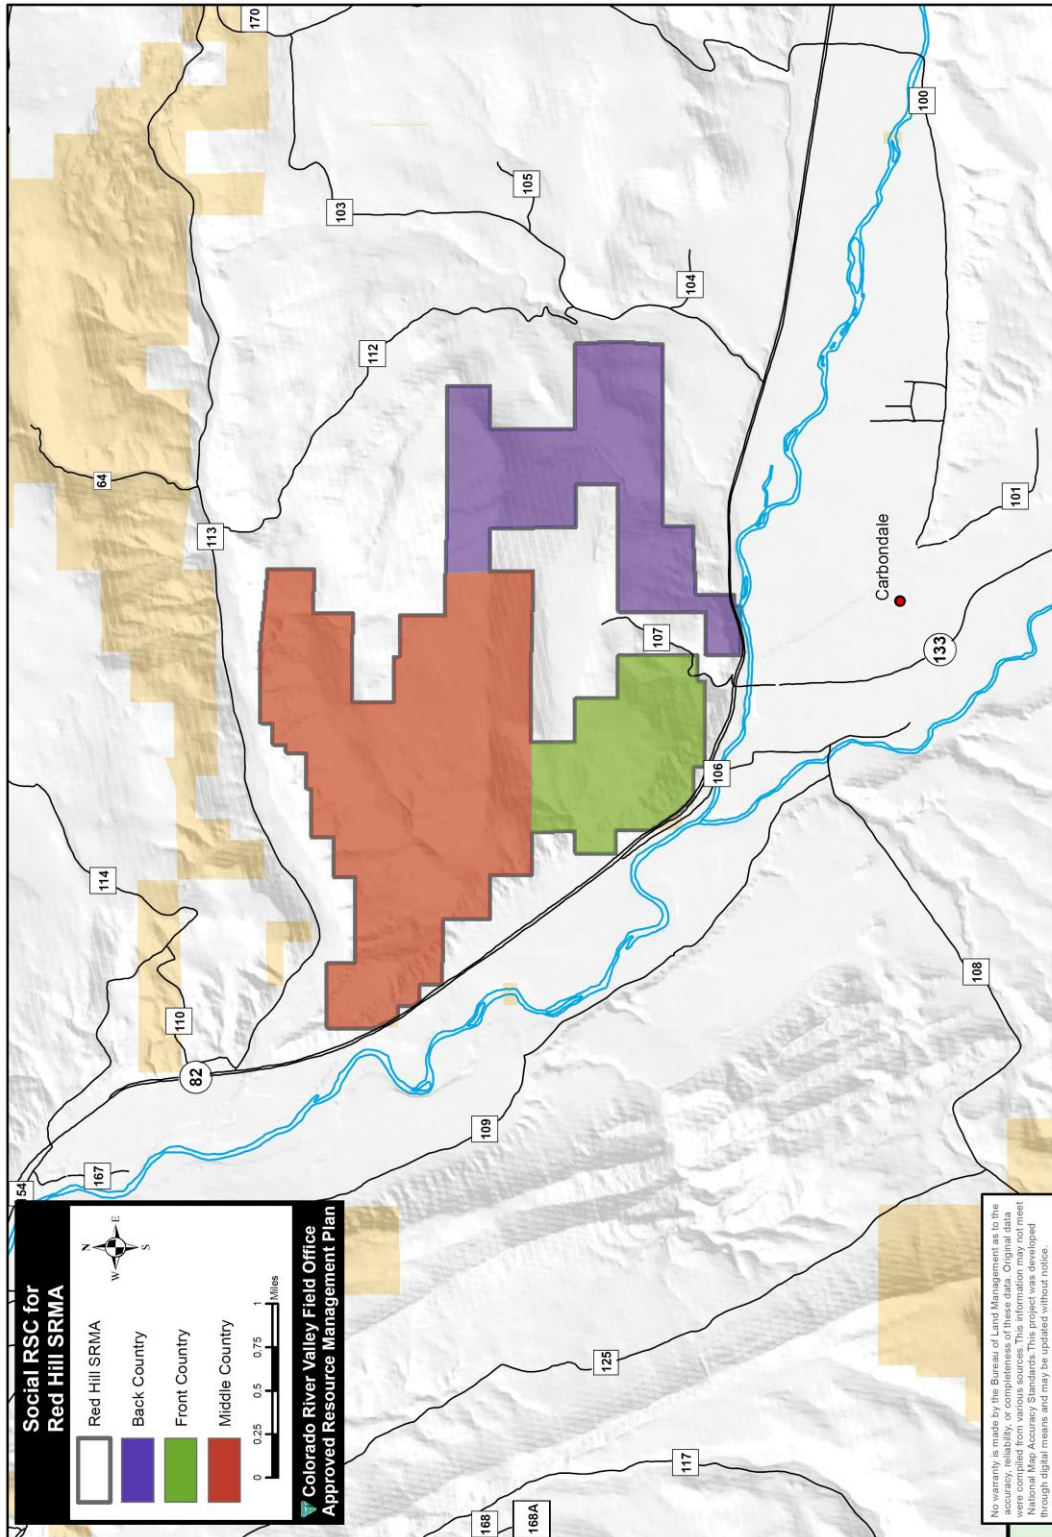 Social RSC for
Red Hill SRMA
Red Hill SRMA
Back Country
Front Country
Middle Country
N
W
E
S
0 0.25 0.5 0.75 1
Miles
Colorado River Valley Field Office
Approved Resource Management Plan
154
167
82
110
114
113
64
170
103
105
112
104
109
107
106
100
Carbondale
133
101
108
125
117
168
168A
No warranty is made by the Bureau of Land Management as to the
accuracy, reliability, or completeness of these data. Original data
were compiled from various sources. This information may not meet
National Map Accuracy Standards. This project was developed
through digital means and may be updated without notice.